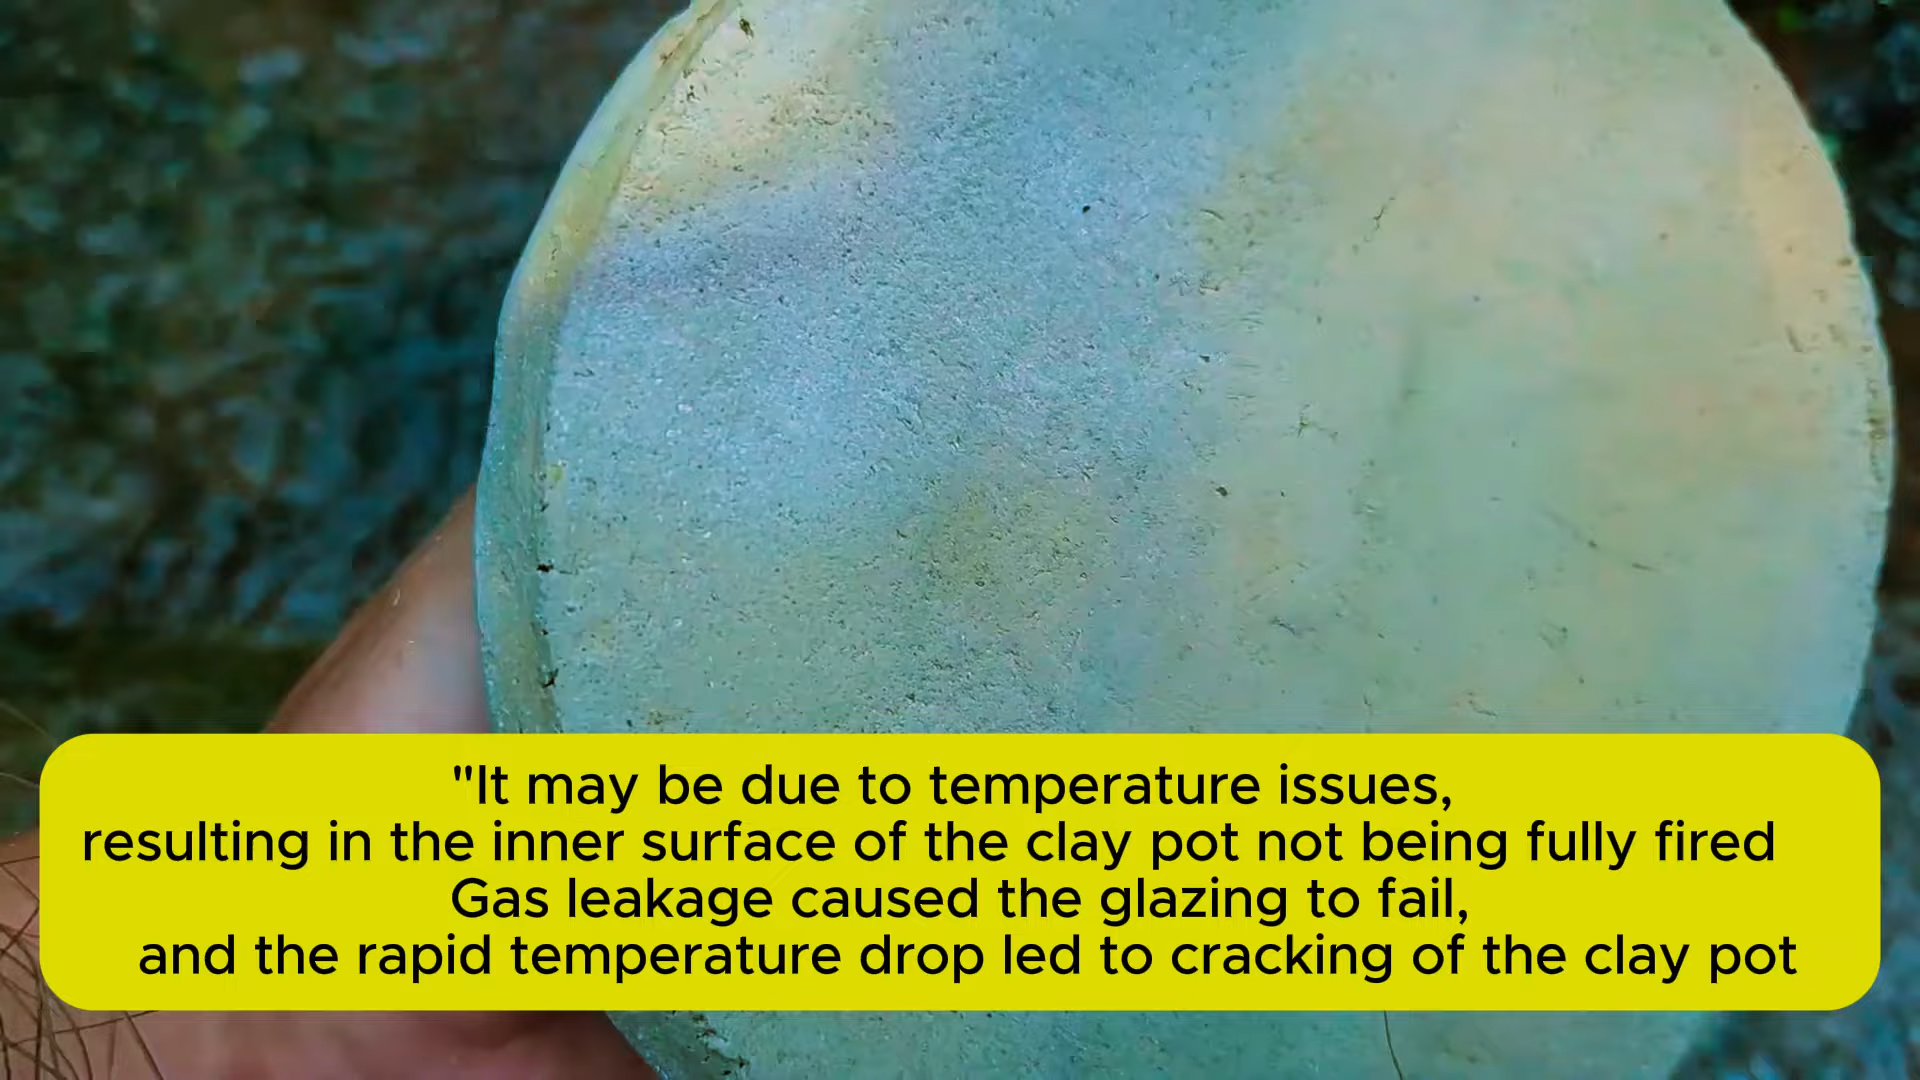 "It may be due to temperature issues,
resulting in the inner surface of the clay pot not being fully fired
Gas leakage caused the glazing to fail,
and the rapid temperature drop led to cracking of the clay pot